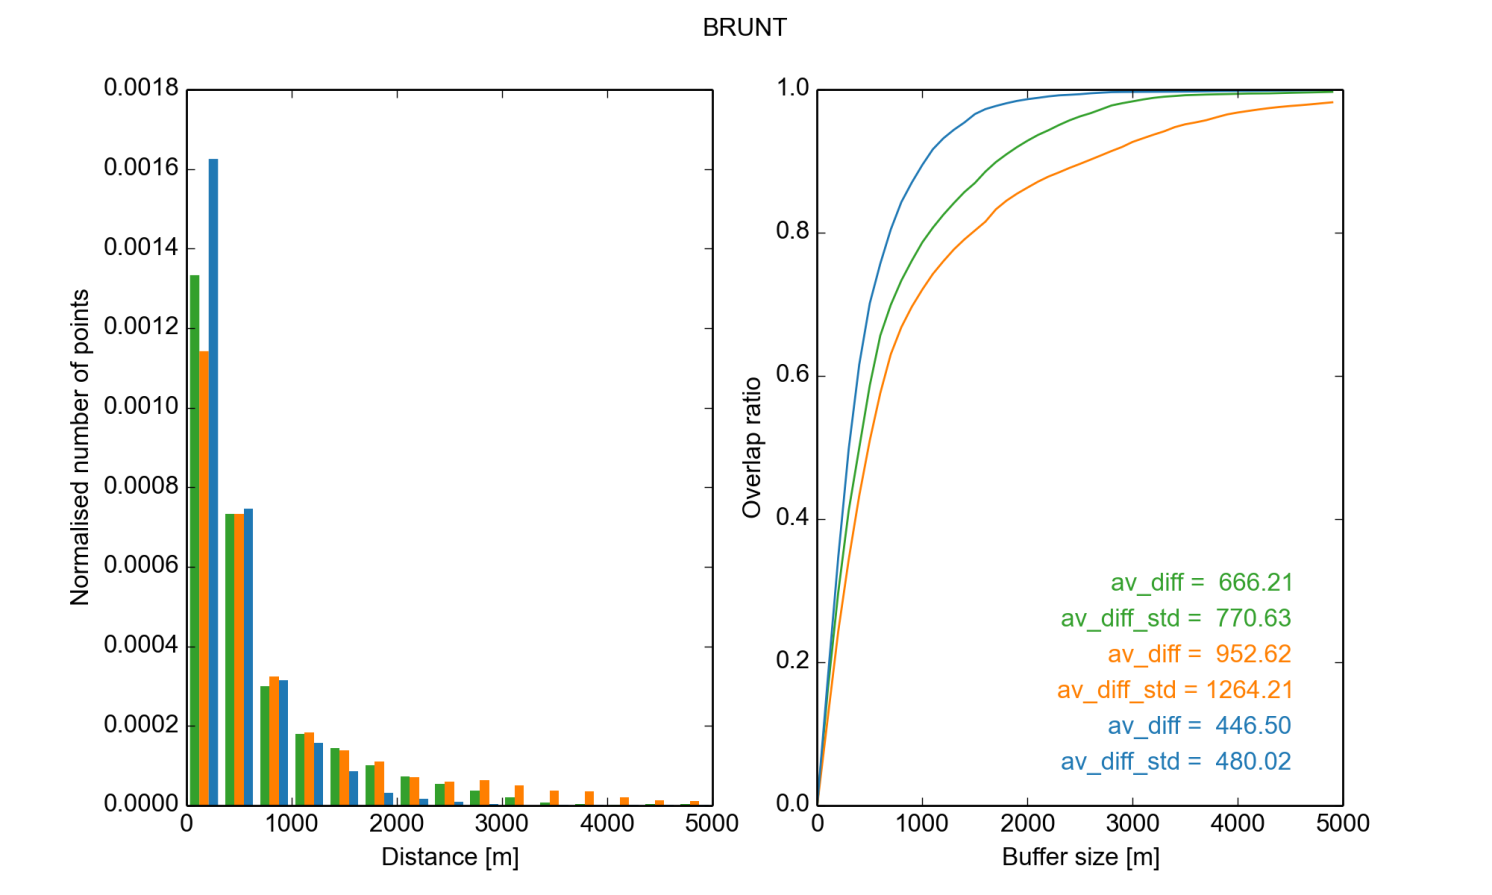 BRUNT
0.0018
0.0016
0.0014
0.0012
0.0010
0.0008
0.0006
0.0004
0.0002
0.0000
Normalised number of points
0 1000 2000 3000 4000 5000
Distance [m]
1.0
0.8
0.6
0.4
0.2
0.0
Overlap ratio
av_diff = 666.21
av_diff_std = 770.63
av_diff = 952.62
av_diff_std = 1264.21
av_diff = 446.50
av_diff_std = 480.02
0 1000 2000 3000 4000 5000
Buffer size [m]